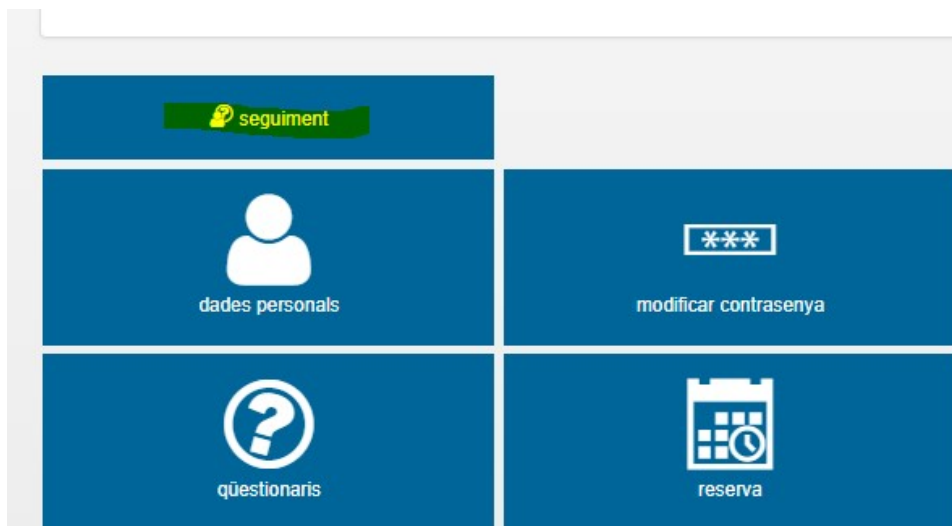 seguiment
dades personals
***
modificar contrasenya
qüestionaris
reserva